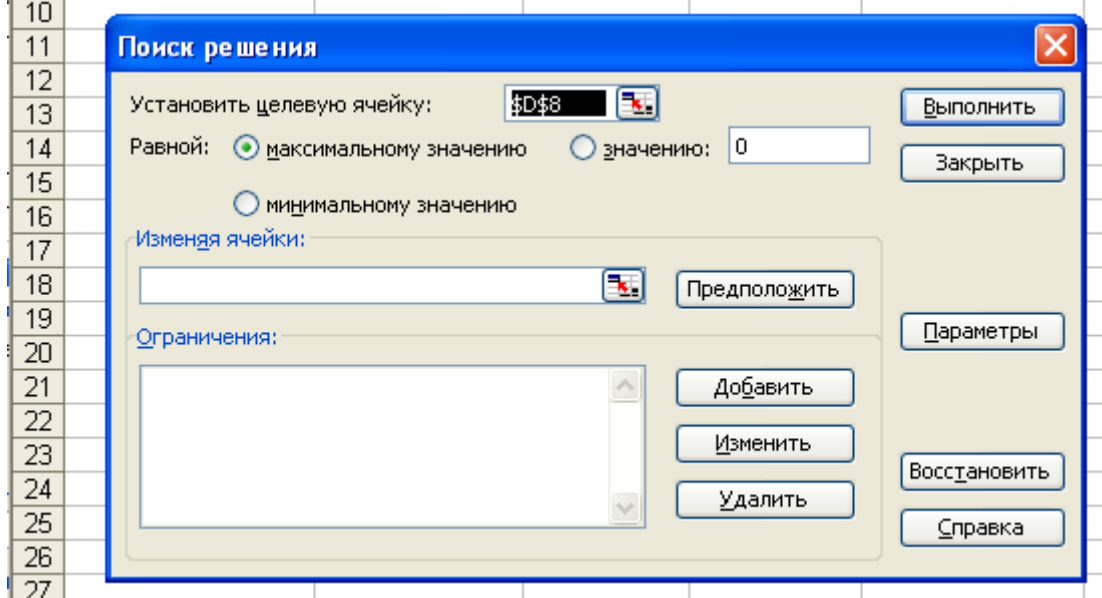 10
11
12
13
14
15
16
17
18
19
20
21
22
23
24
25
26
27
Поиск решения
Установить целевую ячейку: $D$8
Выполнить
Равной: максимальному значению значению: 0
Закрыть
минимальному значению
Изменяя ячейки:
Предположить
Параметры
Ограничения:
Добавить
Изменить
Удалить
Восстановить
Справка